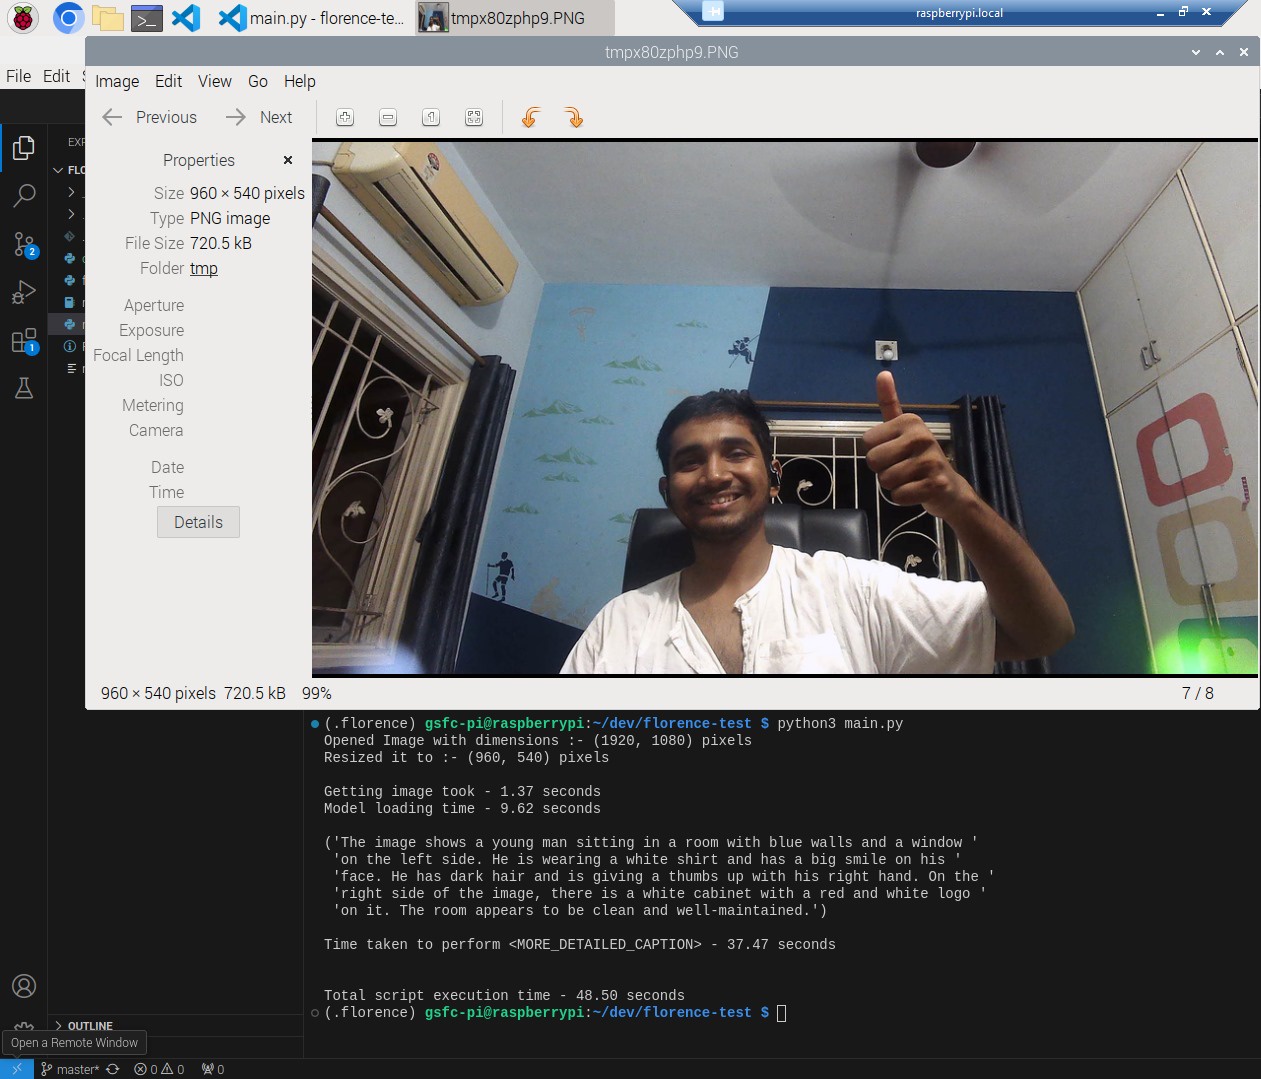 main.py - florence-te...
tmpx80zphp9.PNG
raspberrypi.local
File Edit
tmpx80zphp9.PNG
Image Edit View Go Help
Previous Next
Properties
Size 960 × 540 pixels
Type PNG image
File Size 720.5 kB
Folder tmp
Aperture
Exposure
Focal Length
ISO
Metering
Camera
Date
Time
Details
960 × 540 pixels 720.5 kB 99%
7 / 8
EXP
FLO
2
1
(.florence) gsfc-pi@raspberrypi:~/dev/florence-test $ python3 main.py
Opened Image with dimensions :- (1920, 1080) pixels
Resized it to :- (960, 540) pixels
Getting image took - 1.37 seconds
Model loading time - 9.62 seconds
('The image shows a young man sitting in a room with blue walls and a window '
'on the left side. He is wearing a white shirt and has a big smile on his '
'face. He has dark hair and is giving a thumbs up with his right hand. On the '
'right side of the image, there is a white cabinet with a red and white logo '
'on it. The room appears to be clean and well-maintained.')
Time taken to perform <MORE_DETAILED_CAPTION> - 37.47 seconds
Total script execution time - 48.50 seconds
(.florence) gsfc-pi@raspberrypi:~/dev/florence-test $
OUTLINE
Open a Remote Window
master* 0 0 0